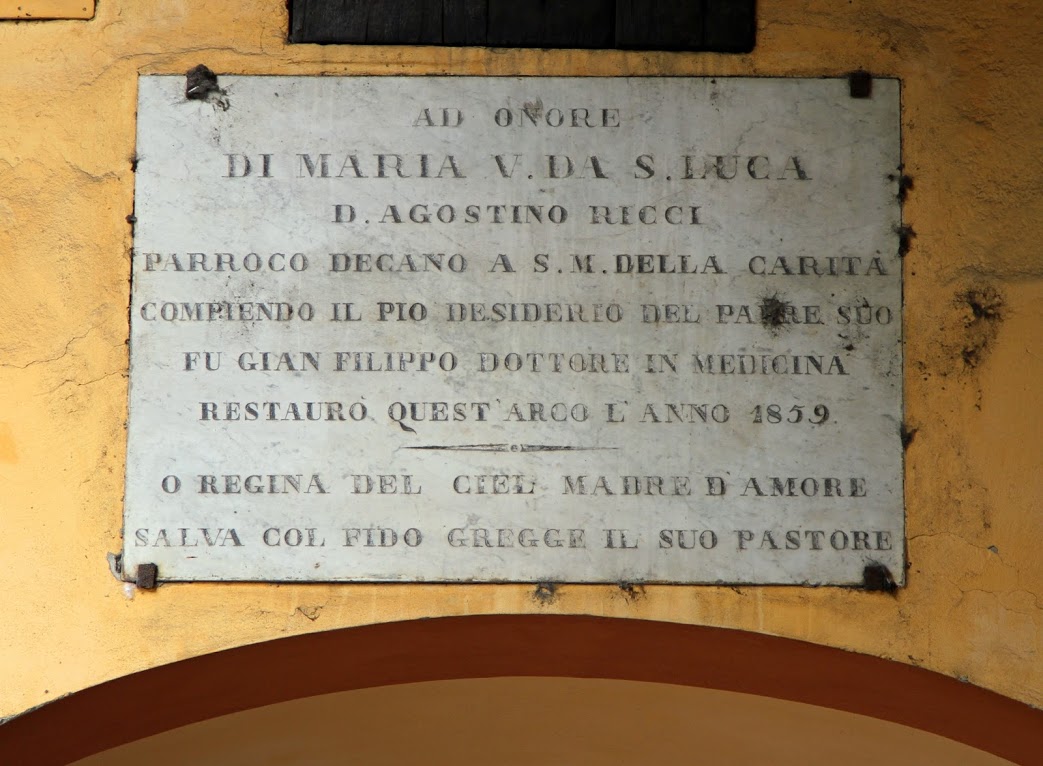 AD ONORE
DI MARIA V. DA S. LUCA
D. AGOSTINO RICCI
PARROCO DECANO A S. M. DELLA CARITÀ
COMPIENDO IL PIO DESIDERIO DEL PADRE SUO
FU GIAN FILIPPO DOTTORE IN MEDICINA
RESTAURÒ QUEST'ARCO L'ANNO 1859.
O REGINA DEL CIEL MADRE D'AMORE
SALVA COL FIDO GREGGE IL SUO PASTORE